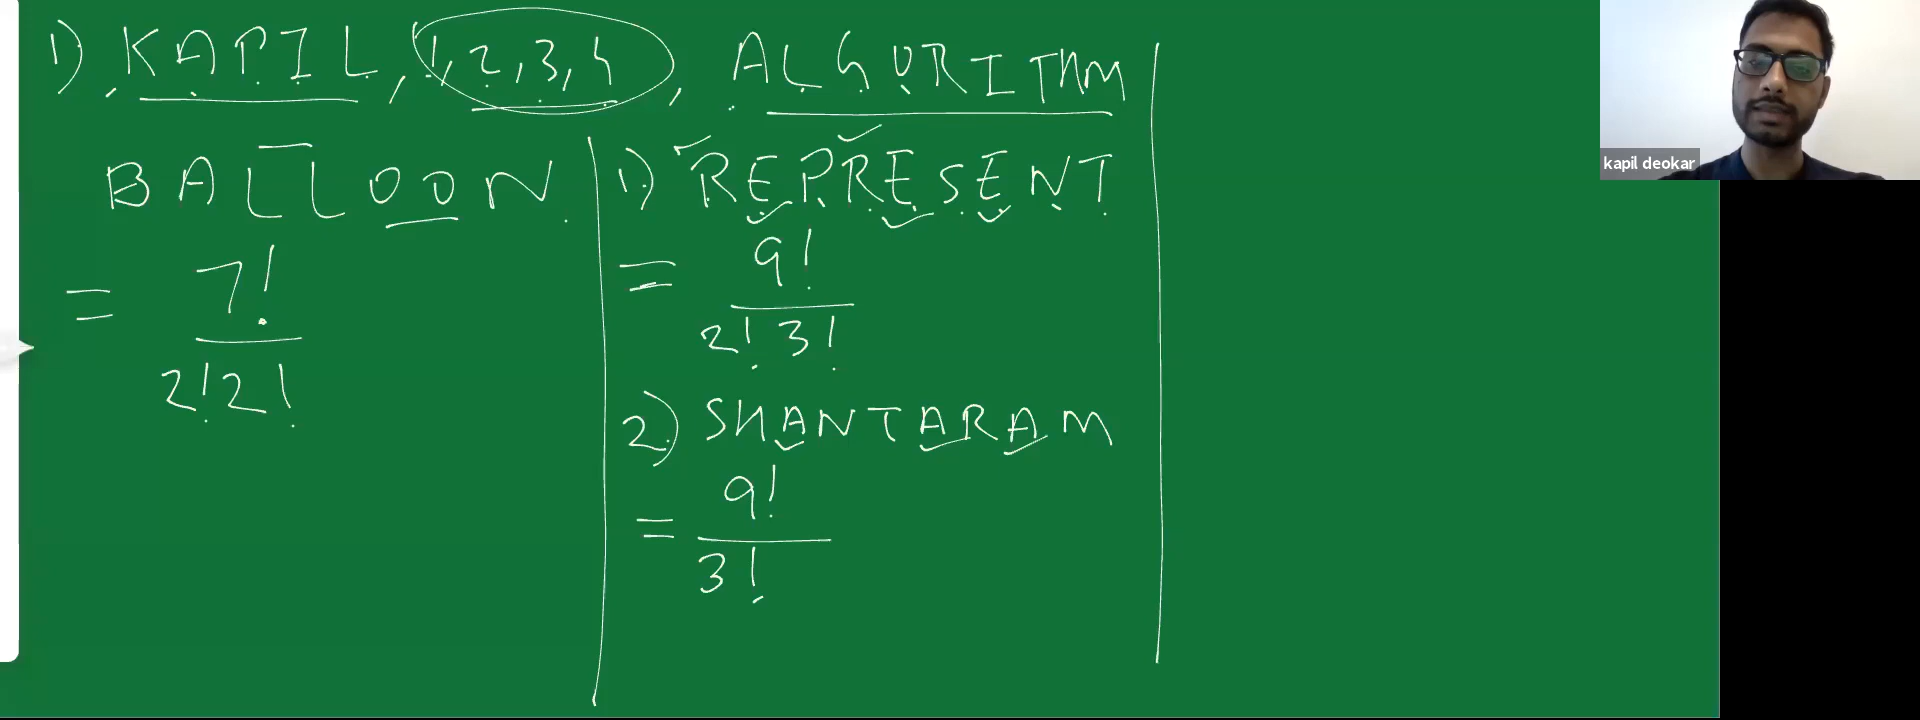 1) KAPIL, 1, 2, 3, 4, ALGORITHM
BALLOON
= 7!
2! 2!
1) REPRESENT
= 9!
2! 3!
2) SHANTARAM
= 9!
3!
kapil deokar